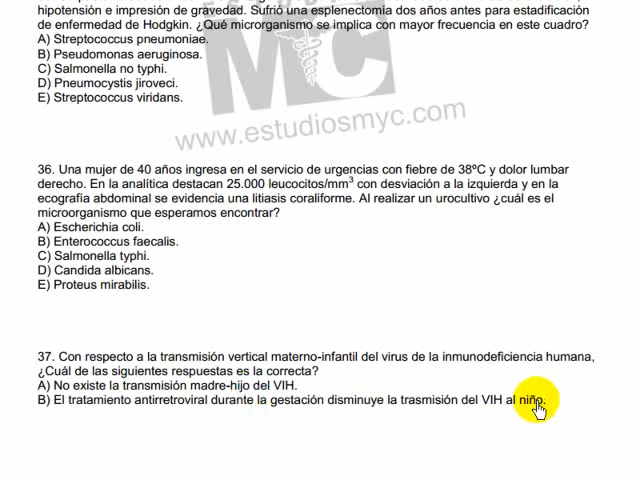 hipotensión e impresión de gravedad. Sufrió una esplenectomía dos años antes para estadificación
de enfermedad de Hodgkin. ¿Qué microrganismo se implica con mayor frecuencia en este cuadro?
A) Streptococcus pneumoniae.
B) Pseudomonas aeruginosa.
C) Salmonella no typhi.
D) Pneumocystis jiroveci.
E) Streptococcus viridans.
MC
www.estudiosmyc.com
36. Una mujer de 40 años ingresa en el servicio de urgencias con fiebre de 38ºC y dolor lumbar
derecho. En la analítica destacan 25.000 leucocitos/mm³ con desviación a la izquierda y en la
ecografía abdominal se evidencia una litiasis coraliforme. Al realizar un urocultivo ¿cuál es el
microorganismo que esperamos encontrar?
A) Escherichia coli.
B) Enterococcus faecalis.
C) Salmonella typhi.
D) Candida albicans.
E) Proteus mirabilis.
37. Con respecto a la transmisión vertical materno-infantil del virus de la inmunodeficiencia humana,
¿Cuál de las siguientes respuestas es la correcta?
A) No existe la transmisión madre-hijo del VIH.
B) El tratamiento antirretroviral durante la gestación disminuye la trasmisión del VIH al niño.